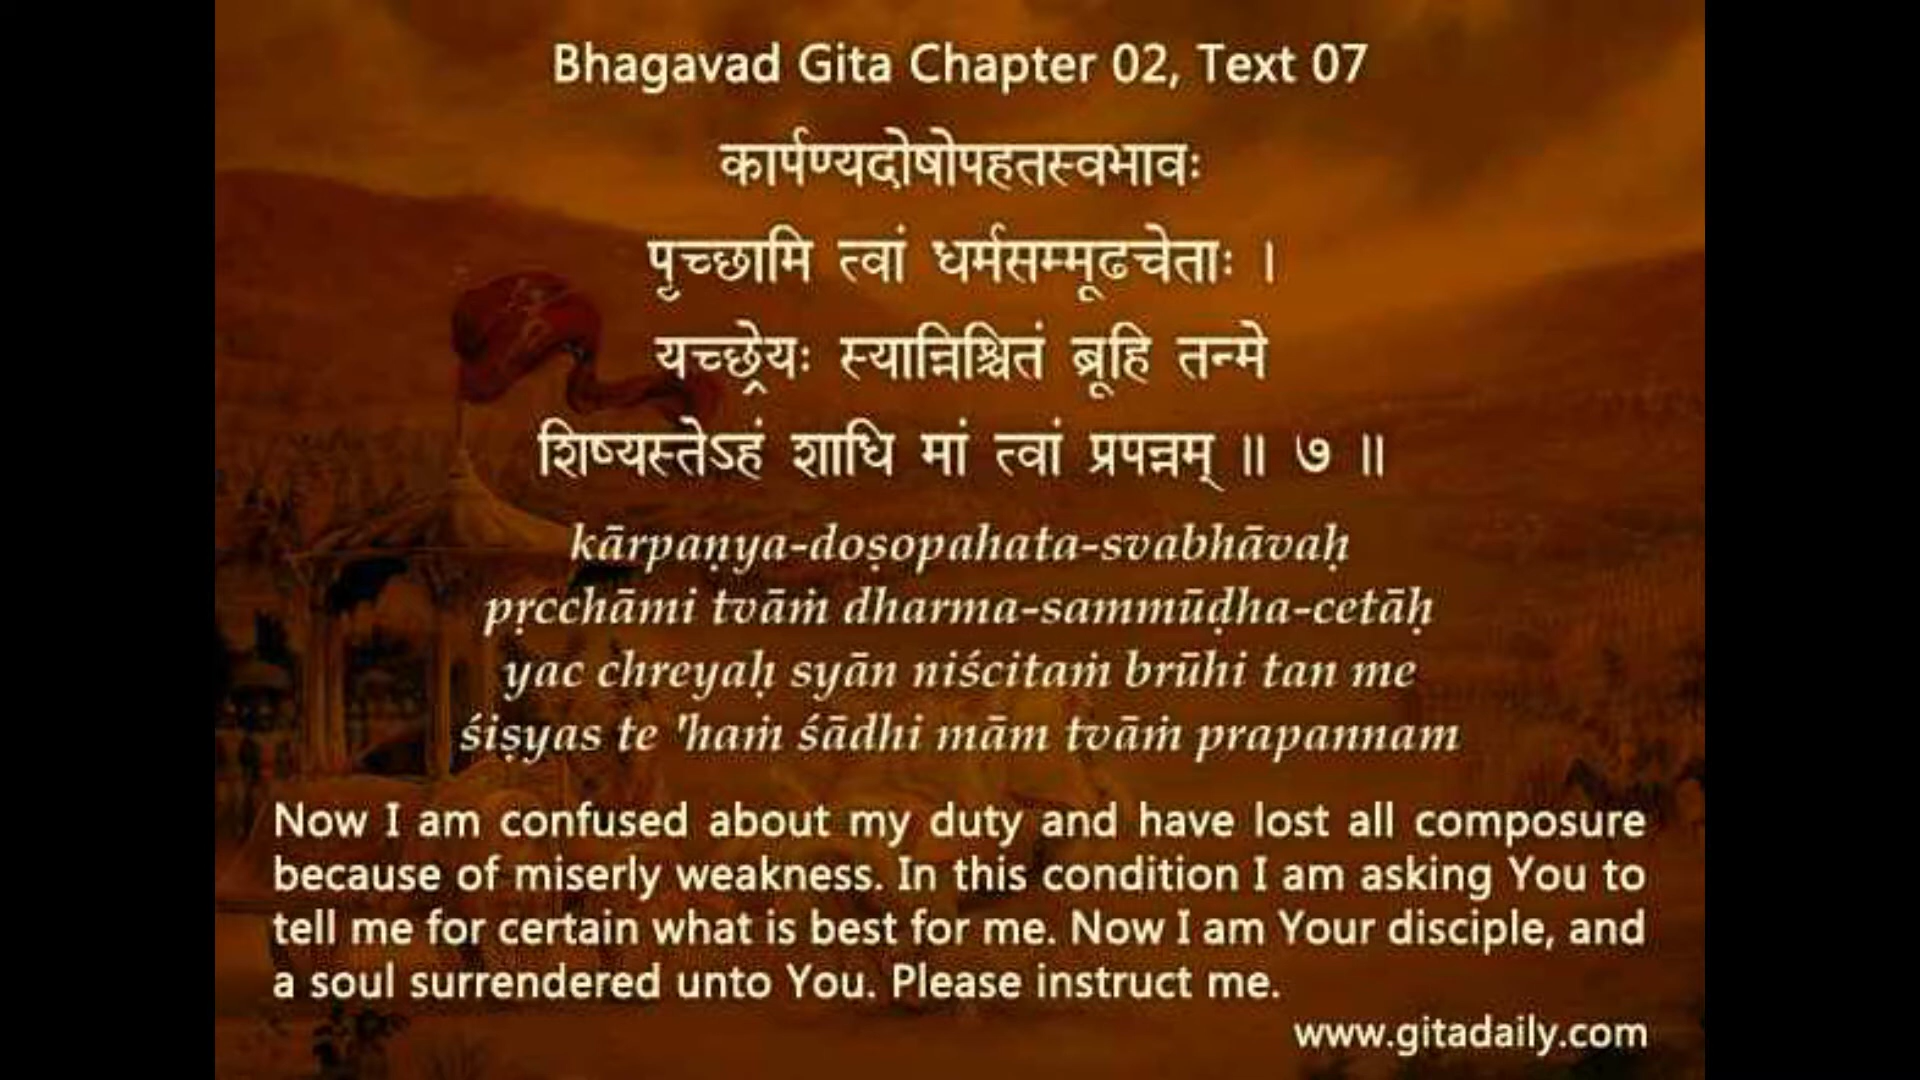 Bhagavad Gita Chapter 02, Text 07
कार्पण्यदोषोपहतस्वभावः
पृच्छामि त्वां धर्मसम्मूढचेताः ।
यच्छ्रेयः स्यान्निश्चितं ब्रूहि तन्मे
शिष्यस्तेऽहं शाधि मां त्वां प्रपन्नम् ॥ ७ ॥
kārpaṇya-doṣopahata-svabhāvaḥ
pṛcchāmi tvāṁ dharma-sammūḍha-cetāḥ
yac chreyaḥ syān niścitaṁ brūhi tan me
śiṣyas te 'haṁ śādhi mām tvāṁ prapannam
Now I am confused about my duty and have lost all composure
because of miserly weakness. In this condition I am asking You to
tell me for certain what is best for me. Now I am Your disciple, and
a soul surrendered unto You. Please instruct me.
www.gitadaily.com